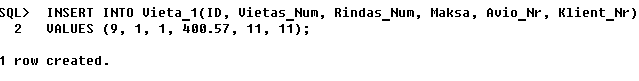 SQL> INSERT INTO Vieta_1(ID, Vietas_Num, Rindas_Num, Maksa, Avio_Nr, Klient_Nr)
2 VALUES (9, 1, 1, 400.57, 11, 11);
1 row created.